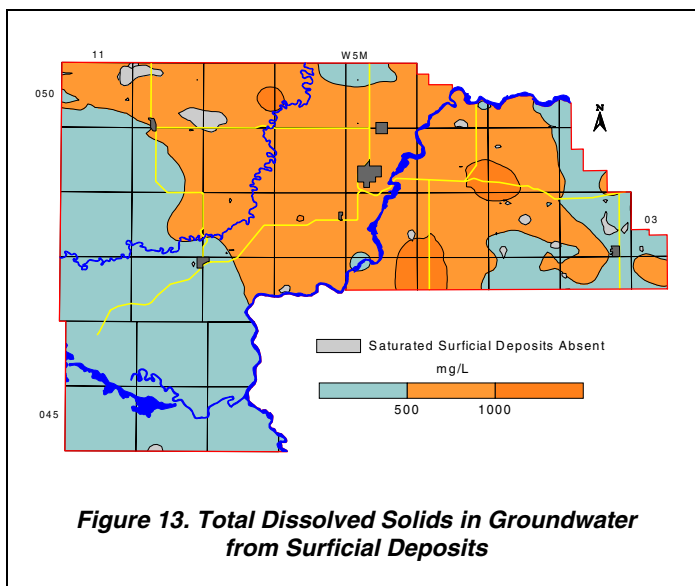 11
W5M
050
N
03
Saturated Surficial Deposits Absent
mg/L
500
1000
045
Figure 13. Total Dissolved Solids in Groundwater
from Surficial Deposits